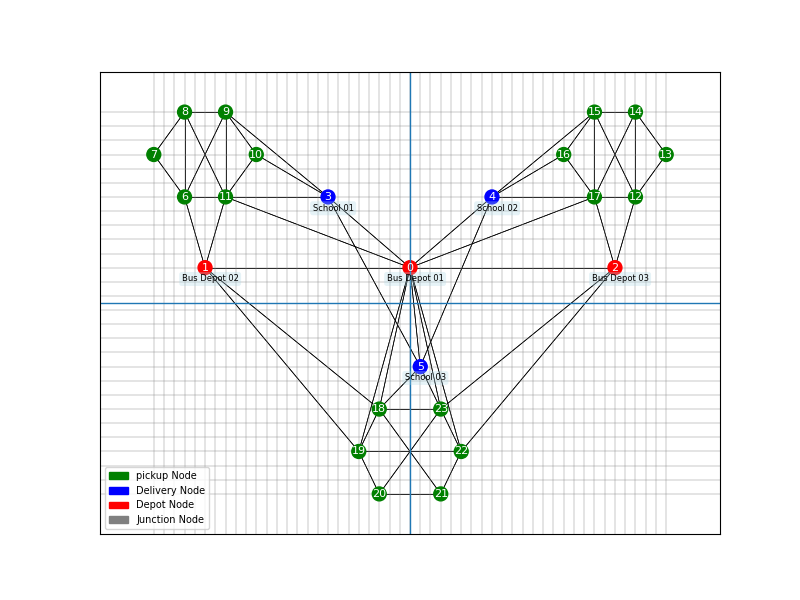 8 9 15 14
7 10 16 13
6 11 3 4 17 12
School 01 School 02
1 0 2
Bus Depot 02 Bus Depot 01 Bus Depot 03
5
School 03
18 23
19 22
20 21
pickup Node
Delivery Node
Depot Node
Junction Node